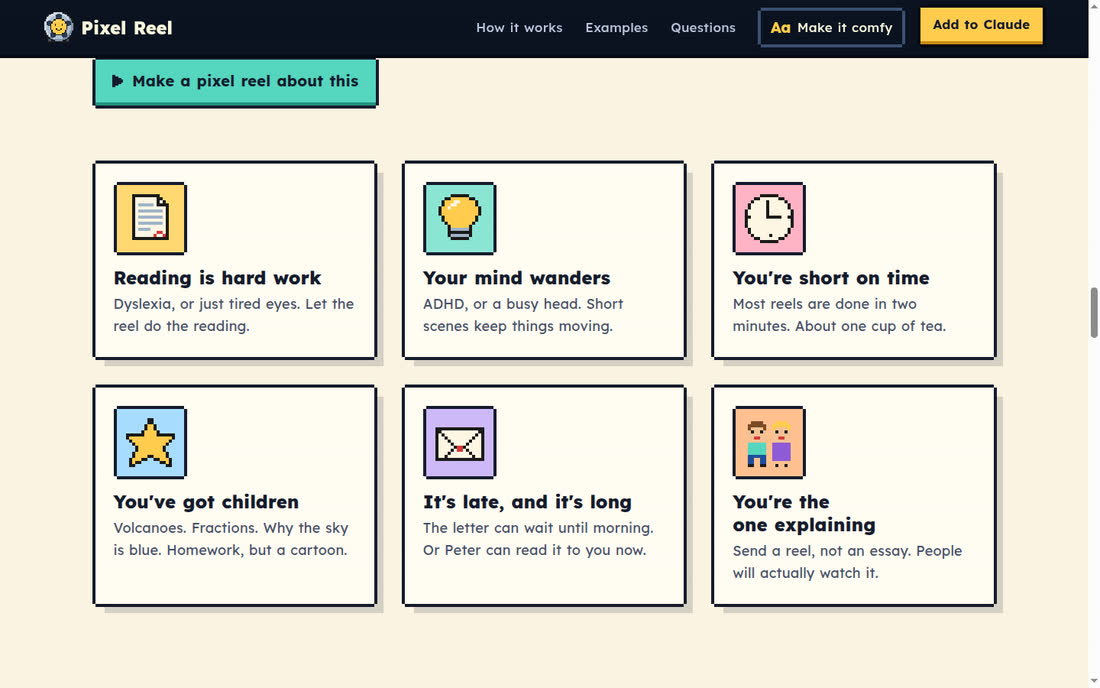 Pixel Reel
How it works
Examples
Questions
Aa Make it comfy
Add to Claude
Make a pixel reel about this
Reading is hard work
Dyslexia, or just tired eyes. Let the
reel do the reading.
Your mind wanders
ADHD, or a busy head. Short
scenes keep things moving.
You're short on time
Most reels are done in two
minutes. About one cup of tea.
You've got children
Volcanoes. Fractions. Why the sky
is blue. Homework, but a cartoon.
It's late, and it's long
The letter can wait until morning.
Or Peter can read it to you now.
You're the
one explaining
Send a reel, not an essay. People
will actually watch it.